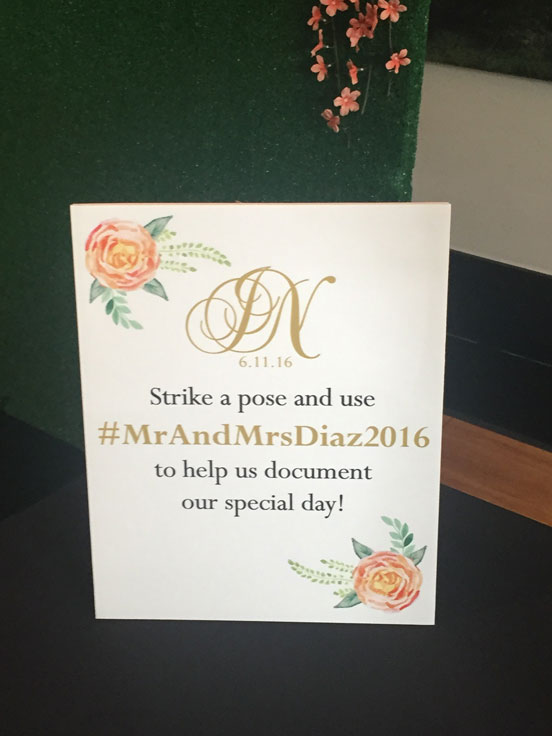 JN
6.11.16
Strike a pose and use
#MrAndMrsDiaz2016
to help us document
our special day!